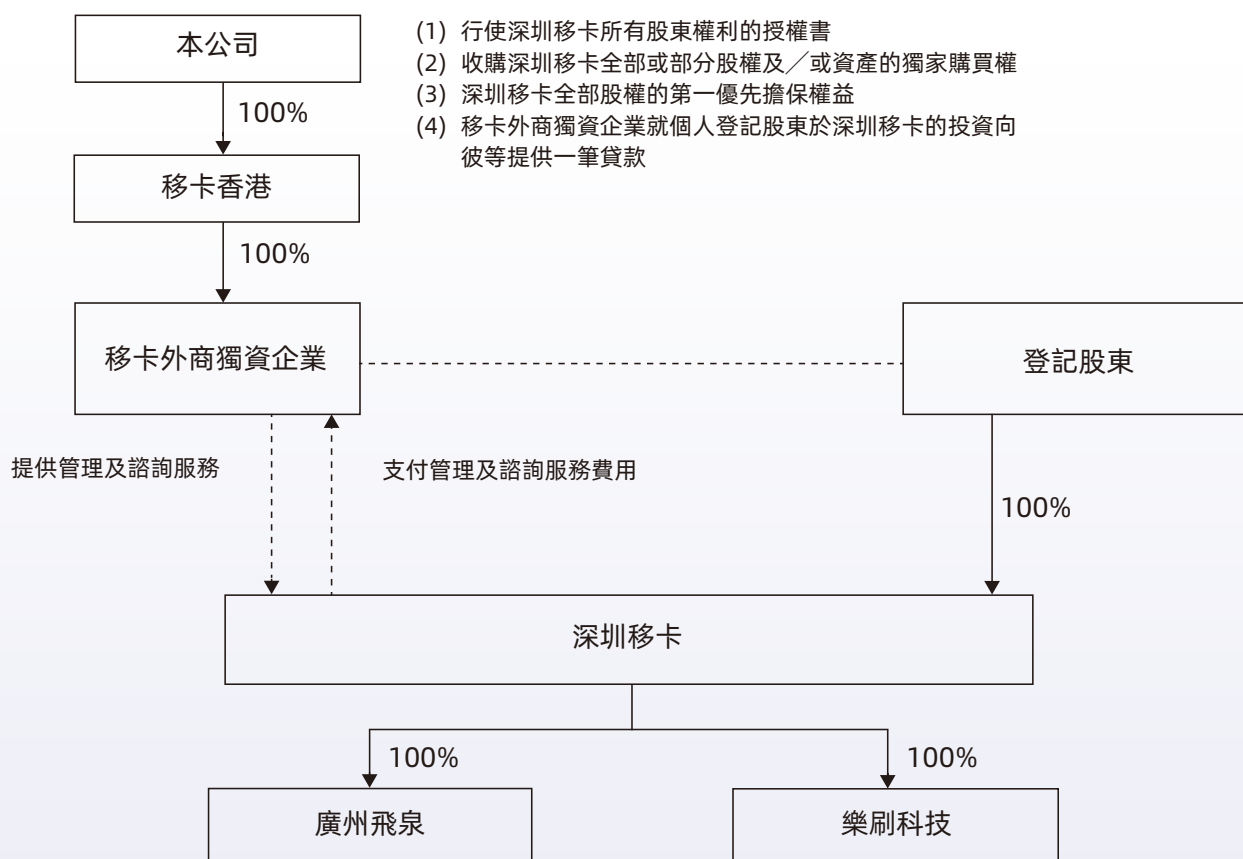 本公司
(1) 行使深圳移卡所有股東權利的授權書
(2) 收購深圳移卡全部或部分股權及／或資產的獨家購買權
(3) 深圳移卡全部股權的第一優先擔保權益
(4) 移卡外商獨資企業就個人登記股東於深圳移卡的投資向
彼等提供一筆貸款
100%
移卡香港
100%
移卡外商獨資企業
登記股東
提供管理及諮詢服務
支付管理及諮詢服務費用
100%
深圳移卡
100%
100%
廣州飛泉
樂刷科技